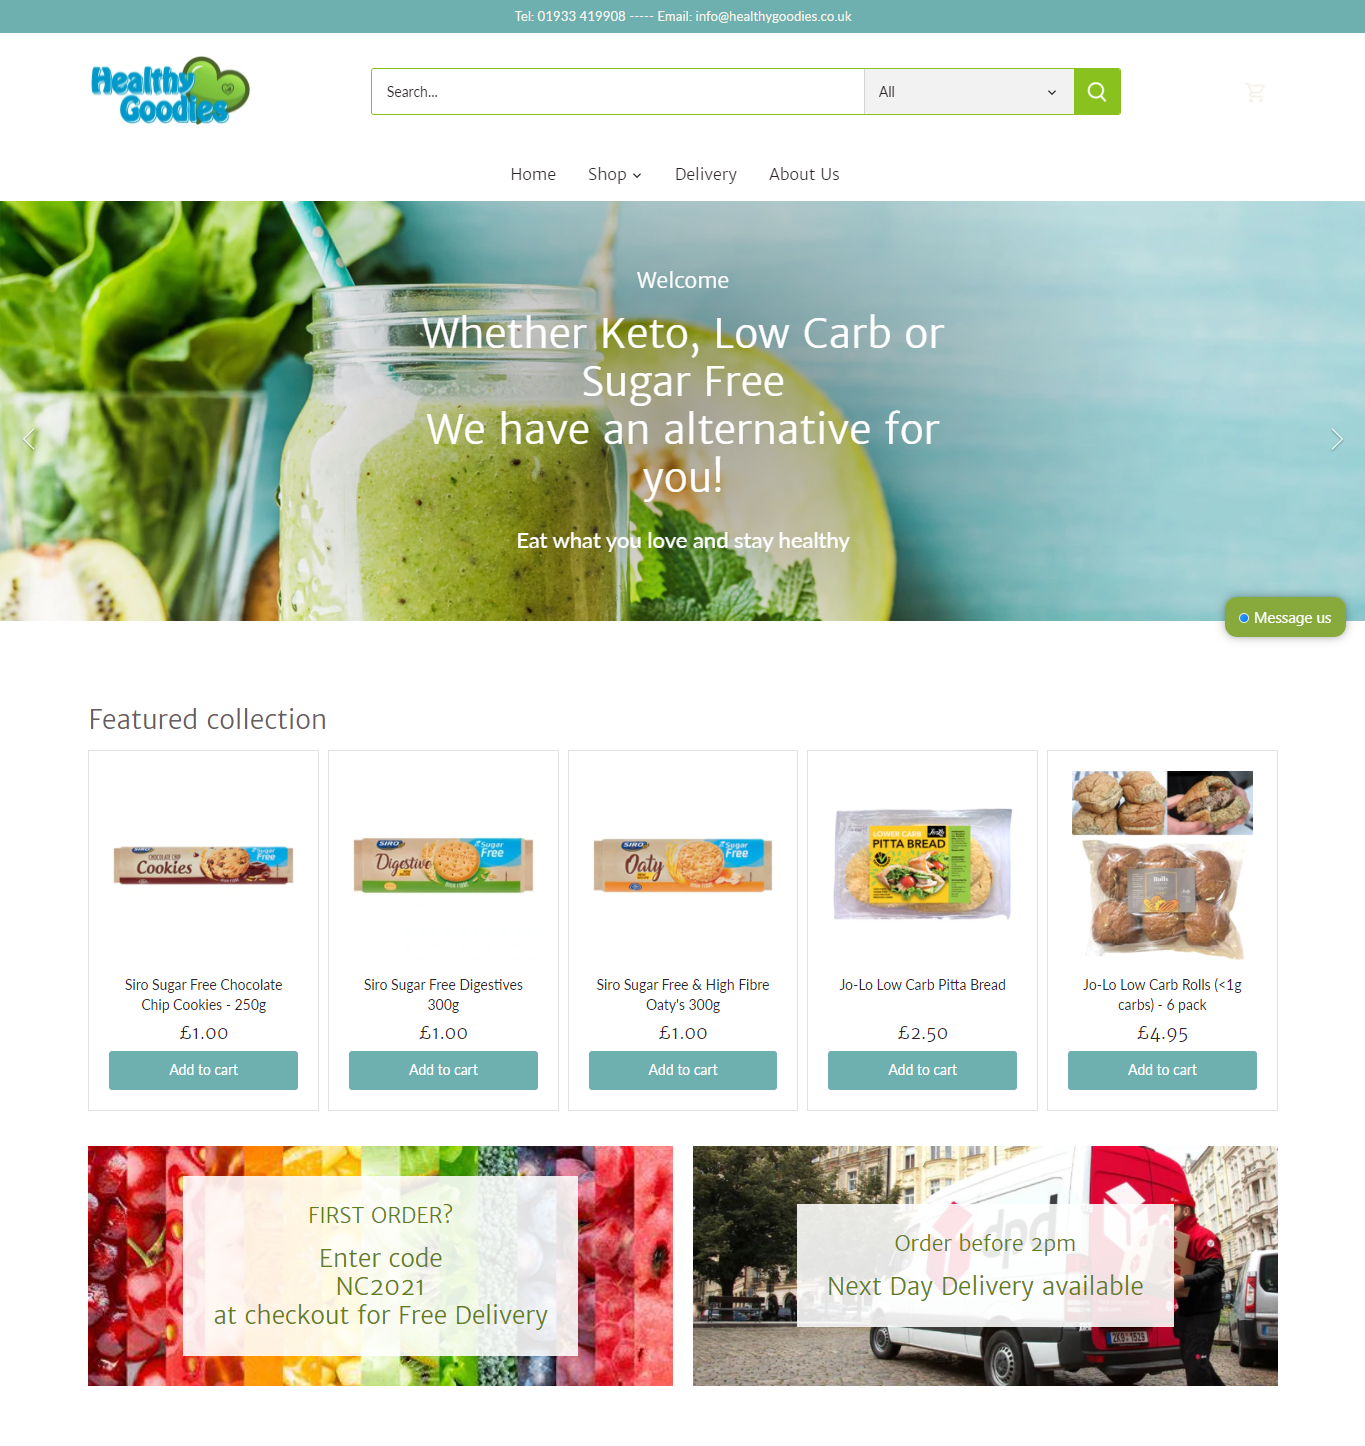 Tel: 01933 419908 ----- Email: info@healthygoodies.co.uk
Healthy
Goodies
Search...
All
Home
Shop
Delivery
About Us
Welcome
Whether Keto, Low Carb or
Sugar Free
We have an alternative for
you!
Eat what you love and stay healthy
Message us
Featured collection
SIRO
CHOCOLATE CHIP
Cookies
Sugar
Free
SIRO
Digestive
Sugar
Free
SIRO
Oaty
Sugar
Free
LOWER CARB
PITTA BREAD
Jo-Lo
Rolls
Siro Sugar Free Chocolate
Chip Cookies - 250g
£1.00
Add to cart
Siro Sugar Free Digestives
300g
£1.00
Add to cart
Siro Sugar Free & High Fibre
Oaty's 300g
£1.00
Add to cart
Jo-Lo Low Carb Pitta Bread
£2.50
Add to cart
Jo-Lo Low Carb Rolls (<1g
carbs) - 6 pack
£4.95
Add to cart
FIRST ORDER?
Enter code
NC2021
at checkout for Free Delivery
dpd
Order before 2pm
Next Day Delivery available
2K9 1529